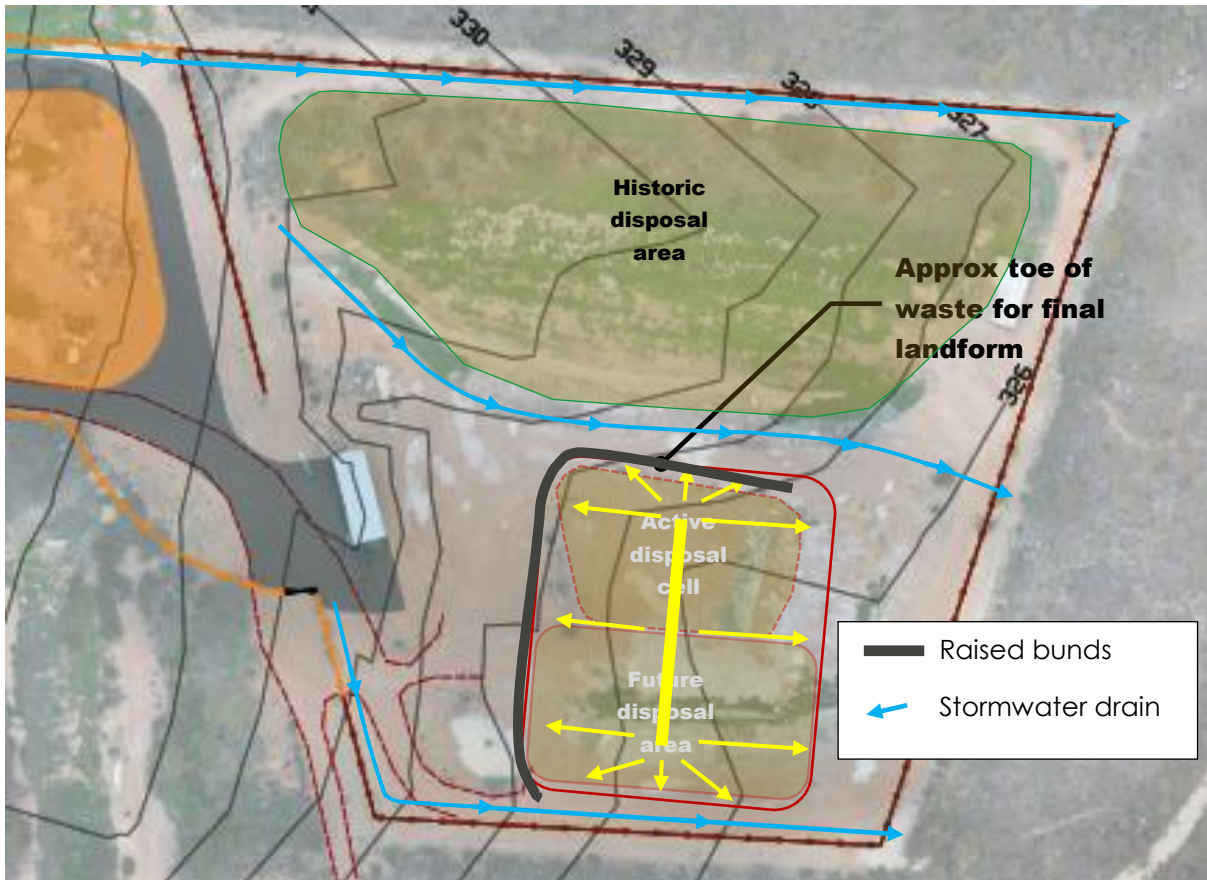 330
329
328
327
Historic
disposal
area
Approx toe of
waste for final
landform
326
Active
disposal
cell
Future
disposal
area
Raised bunds
Stormwater drain